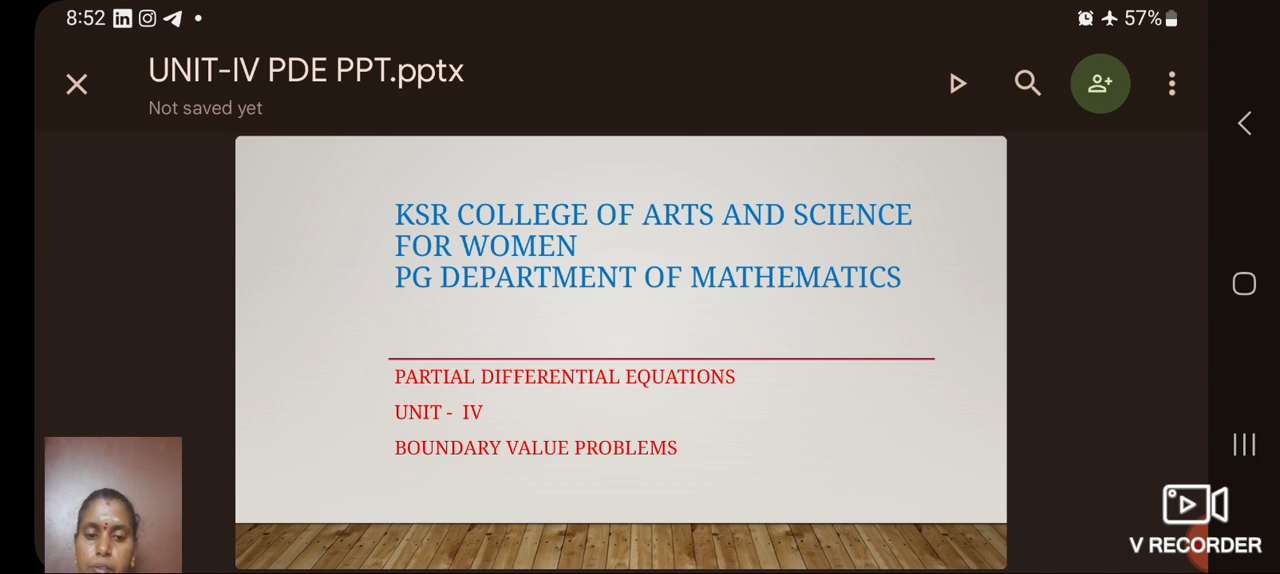 8:52
57%
UNIT-IV PDE PPT.pptx
Not saved yet
KSR COLLEGE OF ARTS AND SCIENCE
FOR WOMEN
PG DEPARTMENT OF MATHEMATICS
PARTIAL DIFFERENTIAL EQUATIONS
UNIT - IV
BOUNDARY VALUE PROBLEMS
V RECORDER